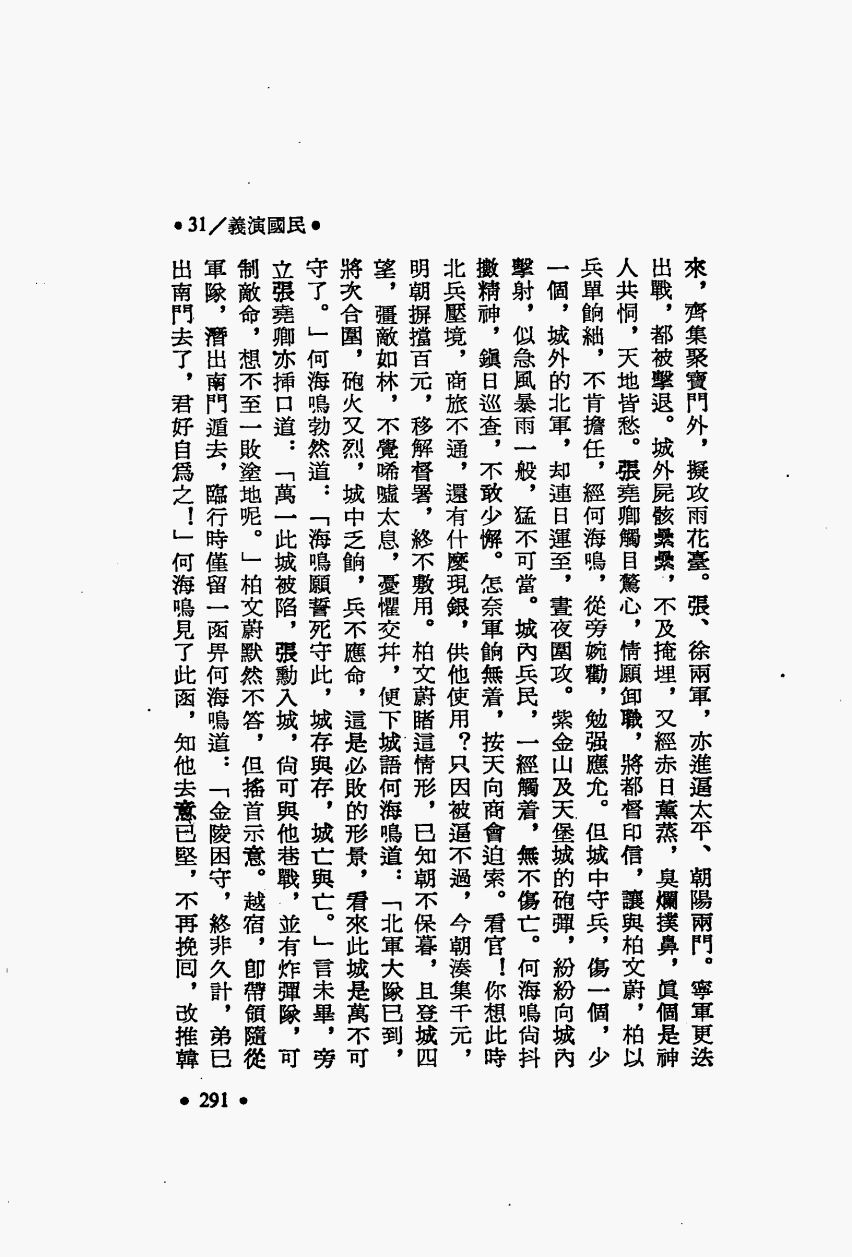 •31／義演國民•
來，齊集聚寶門外，擬攻雨花臺。張、徐兩軍，亦進逼太平、朝陽兩門。寧軍更迭
出戰，都被擊退。城外屍骸纍纍，不及掩埋，又經赤日薰蒸，臭爛撲鼻，眞個是神
人共恫，天地皆愁。張堯卿觸目驚心，情願卸職，將都督印信，讓與柏文蔚，柏以
兵單餉絀，不肯擔任，經何海鳴，從旁婉勸，勉强應允。但城中守兵，傷一個，少
一個，城外的北軍，却連日運至，晝夜圍攻。紫金山及天堡城的砲彈，紛紛向城內
擊射，似急風暴雨一般，猛不可當。城內兵民，一經觸着，無不傷亡。何海鳴尙抖
擻精神，鎭日巡查，不敢少懈。怎奈軍餉無着，按天向商會迫索。看官！你想此時
北兵壓境，商旅不通，還有什麼現銀，供他使用？只因被逼不過，今朝湊集千元，
明朝摒擋百元，移解督署，終不敷用。柏文蔚睹這情形，已知朝不保暮，且登城四
望，彊敵如林，不覺唏噓太息，憂懼交幷，便下城語何海鳴道：「北軍大隊已到，
將次合圍，砲火又烈，城中乏餉，兵不應命，這是必敗的形景，看來此城是萬不可
守了。」何海鳴勃然道：「海鳴願誓死守此，城存與存，城亡與亡。」言未畢，旁
立張堯卿亦揷口道：「萬一此城被陷，張勳入城，尙可與他巷戰，並有炸彈隊，可
制敵命，想不至一敗塗地呢。」柏文蔚默然不答，但搖首示意。越宿，卽帶領隨從
軍隊，潛出南門遁去，臨行時僅留一函畀何海鳴道：「金陵困守，終非久計，弟已
出南門去了，君好自爲之！」何海鳴見了此函，知他去意已堅，不再挽囘，改推韓
•291•